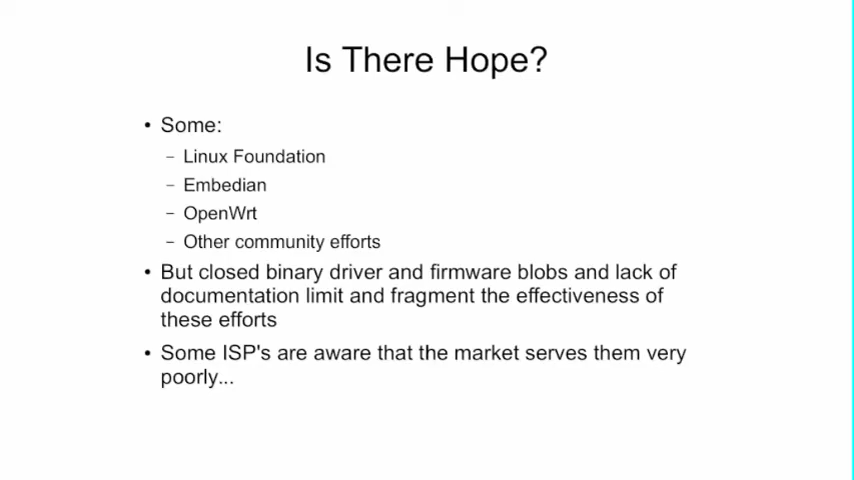 Is There Hope?
• Some:
– Linux Foundation
– Embedian
– OpenWrt
– Other community efforts
• But closed binary driver and firmware blobs and lack of
documentation limit and fragment the effectiveness of
these efforts
• Some ISP's are aware that the market serves them very
poorly...